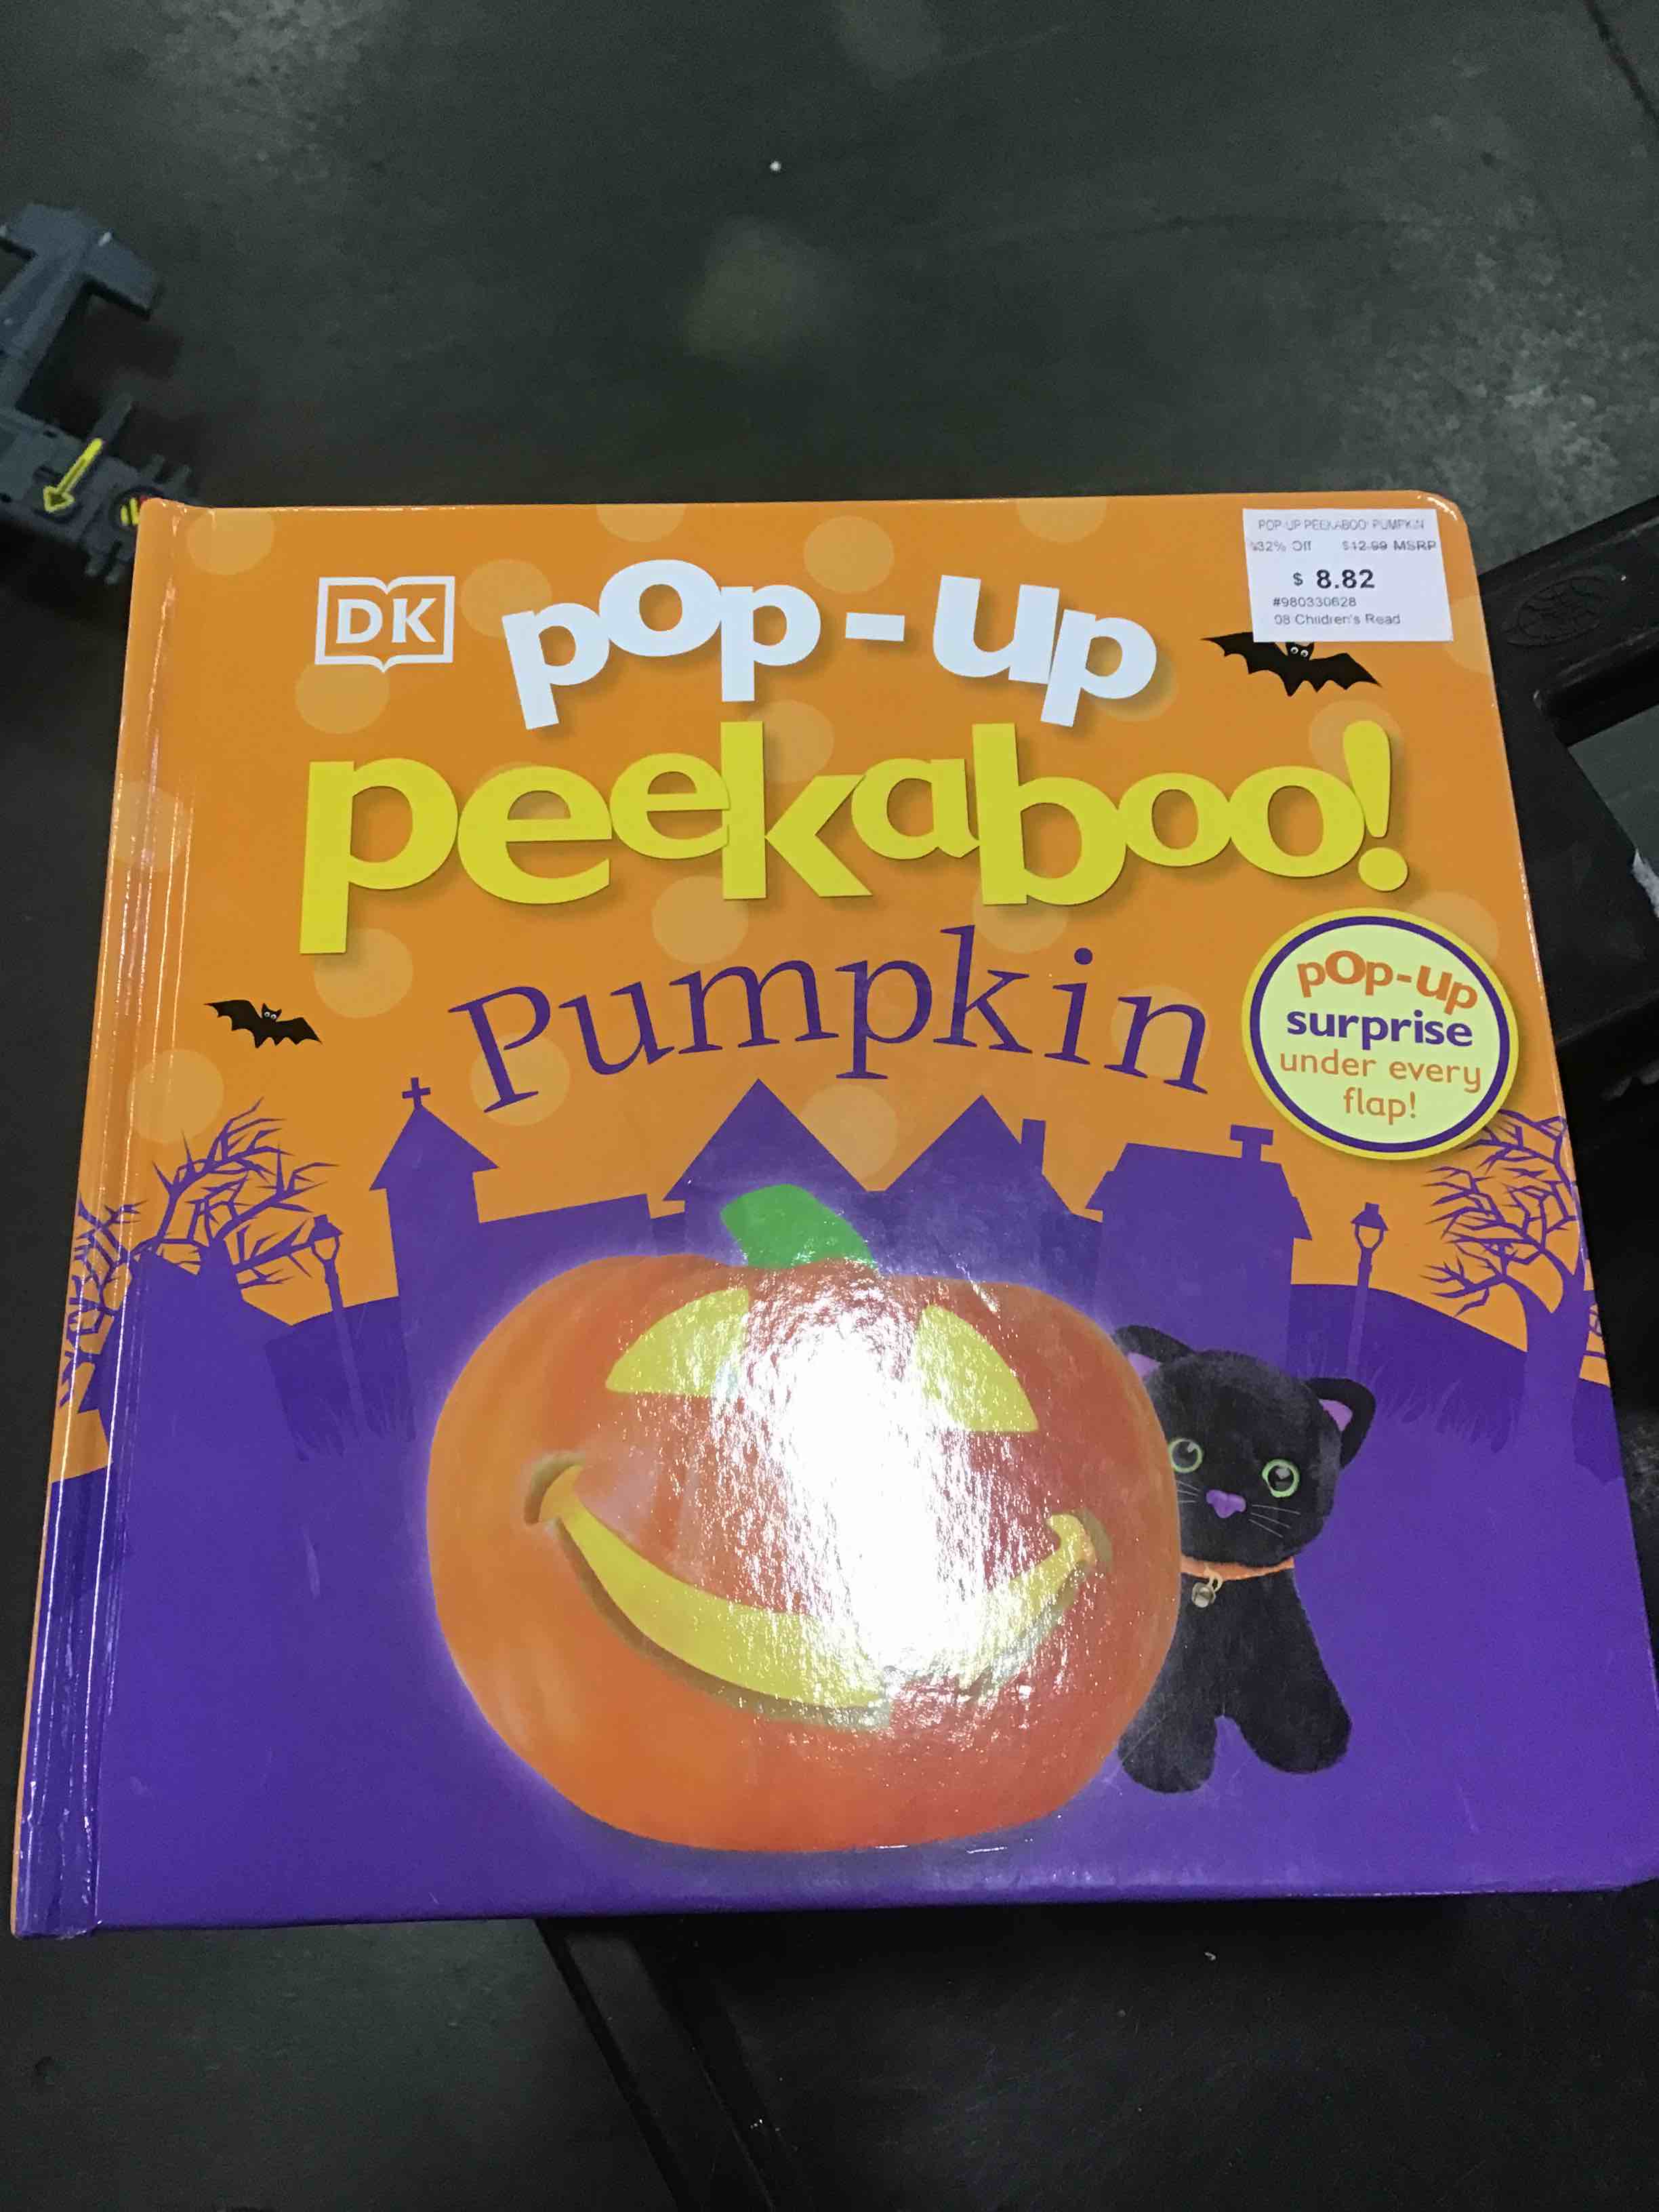 POP-UP PEEKABOO! PUMPKIN
32% Off $12.99 MSRP
$ 8.82
#980330628
08 Children's Read
DK
pop-up
peekaboo!
Pumpkin
pop-up
surprise
under every
flap!